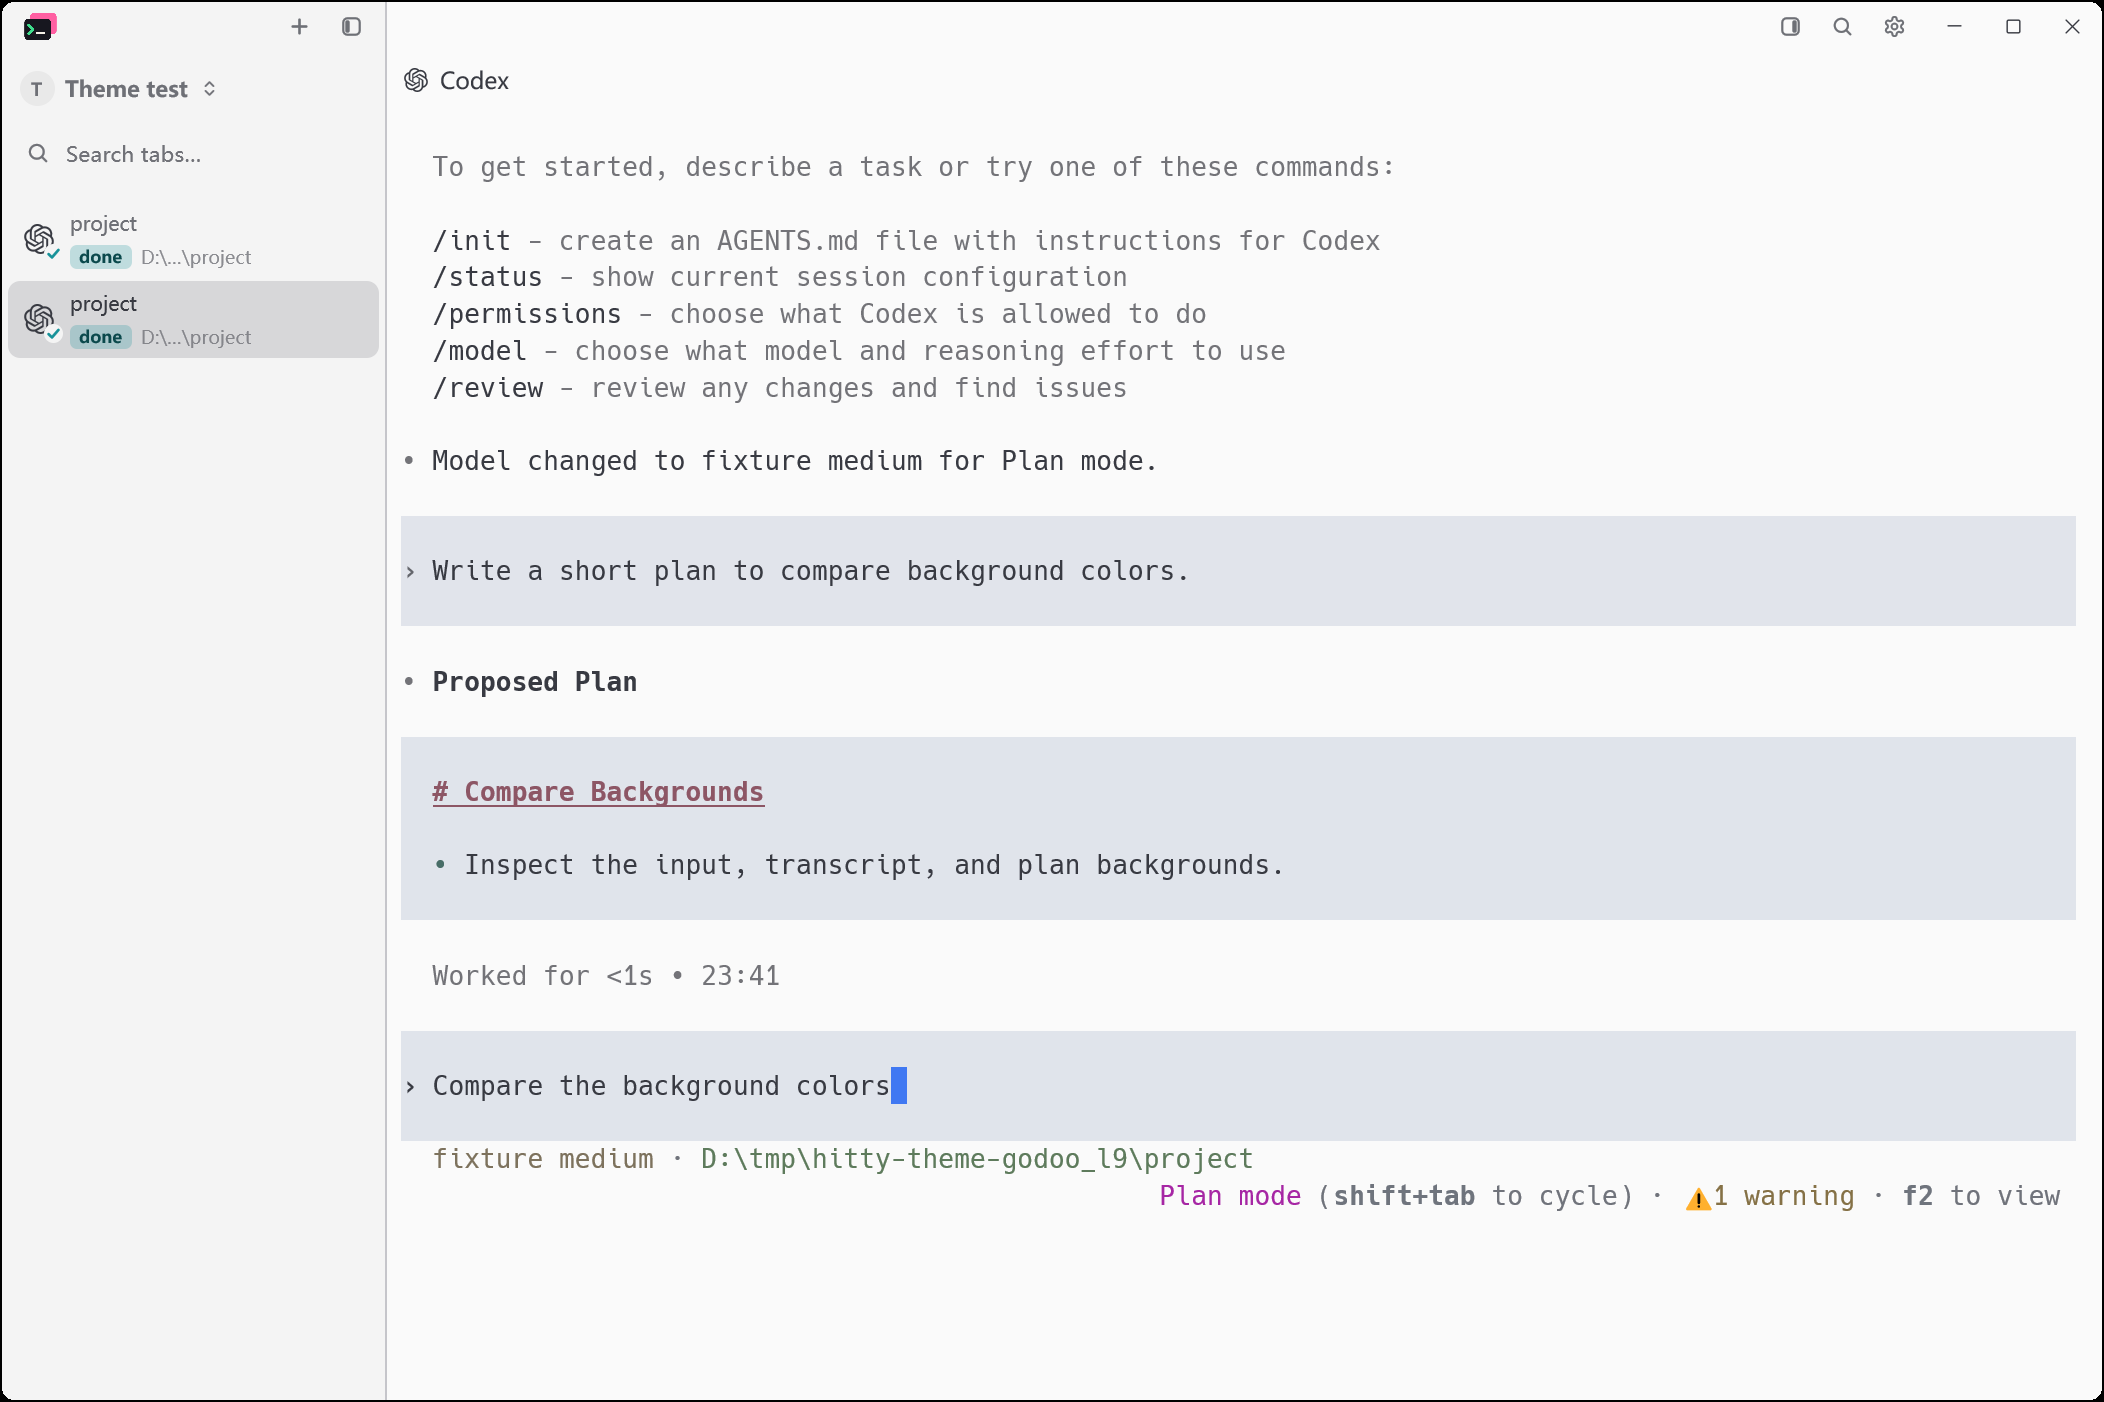 T Theme test
Search tabs...
project
done D:\...\project
project
done D:\...\project
Codex
To get started, describe a task or try one of these commands:
/init - create an AGENTS.md file with instructions for Codex
/status - show current session configuration
/permissions - choose what Codex is allowed to do
/model - choose what model and reasoning effort to use
/review - review any changes and find issues
• Model changed to fixture medium for Plan mode.
› Write a short plan to compare background colors.
• Proposed Plan
# Compare Backgrounds
• Inspect the input, transcript, and plan backgrounds.
Worked for <1s • 23:41
› Compare the background colors
fixture medium · D:\tmp\hitty-theme-godoo_l9\project
Plan mode (shift+tab to cycle) · ⚠1 warning · f2 to view